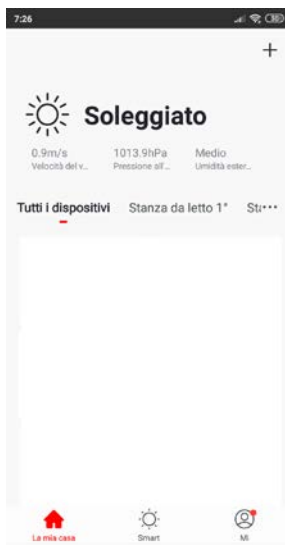 7:26
Soleggiato
0.9m/s 1013.9hPa Medio
Velocità del v... Pressione all'... Umidità ester...
Tutti i dispositivi Stanza da letto 1° St
La mia casa Smart Mi